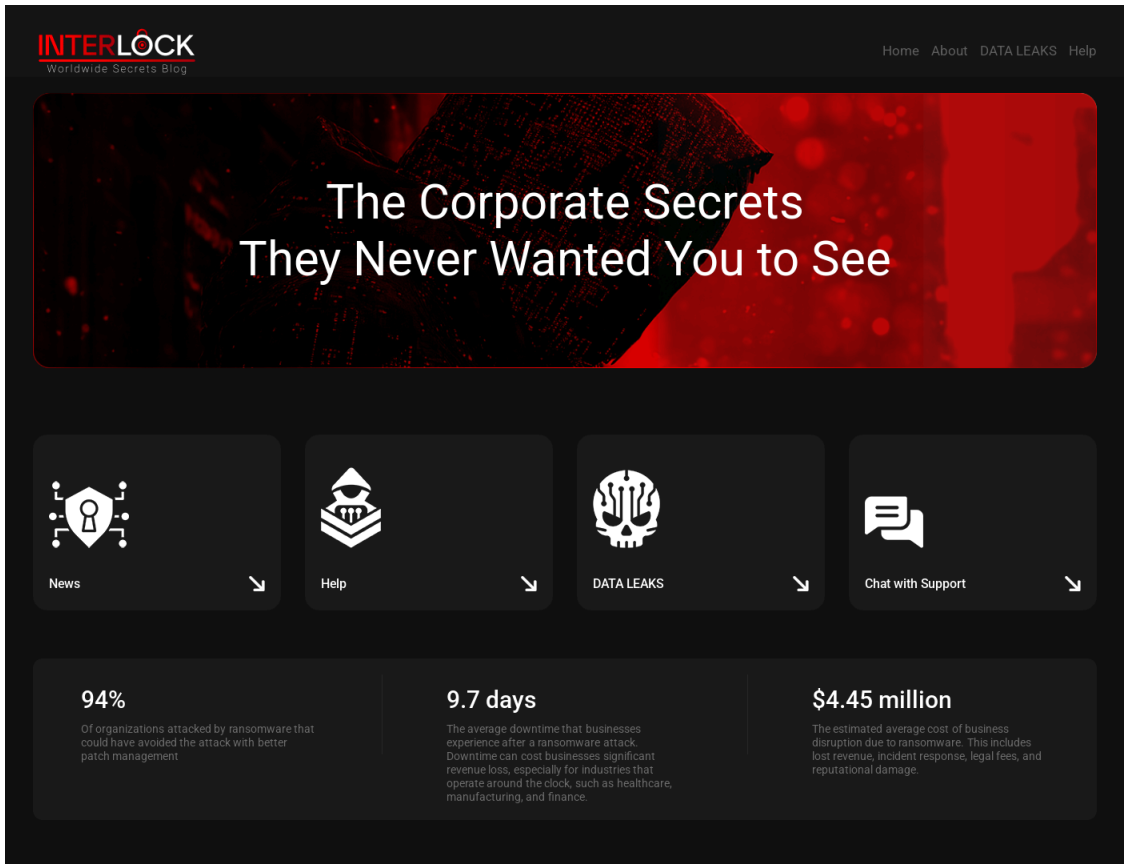 INTERLOCK
Worldwide Secrets Blog
Home About DATA LEAKS Help
The Corporate Secrets
They Never Wanted You to See
News
Help
DATA LEAKS
Chat with Support
94%
Of organizations attacked by ransomware that
could have avoided the attack with better
patch management
9.7 days
The average downtime that businesses
experience after a ransomware attack.
Downtime can cost businesses significant
revenue loss, especially for industries that
operate around the clock, such as healthcare,
manufacturing, and finance.
$4.45 million
The estimated average cost of business
disruption due to ransomware. This includes
lost revenue, incident response, legal fees, and
reputational damage.